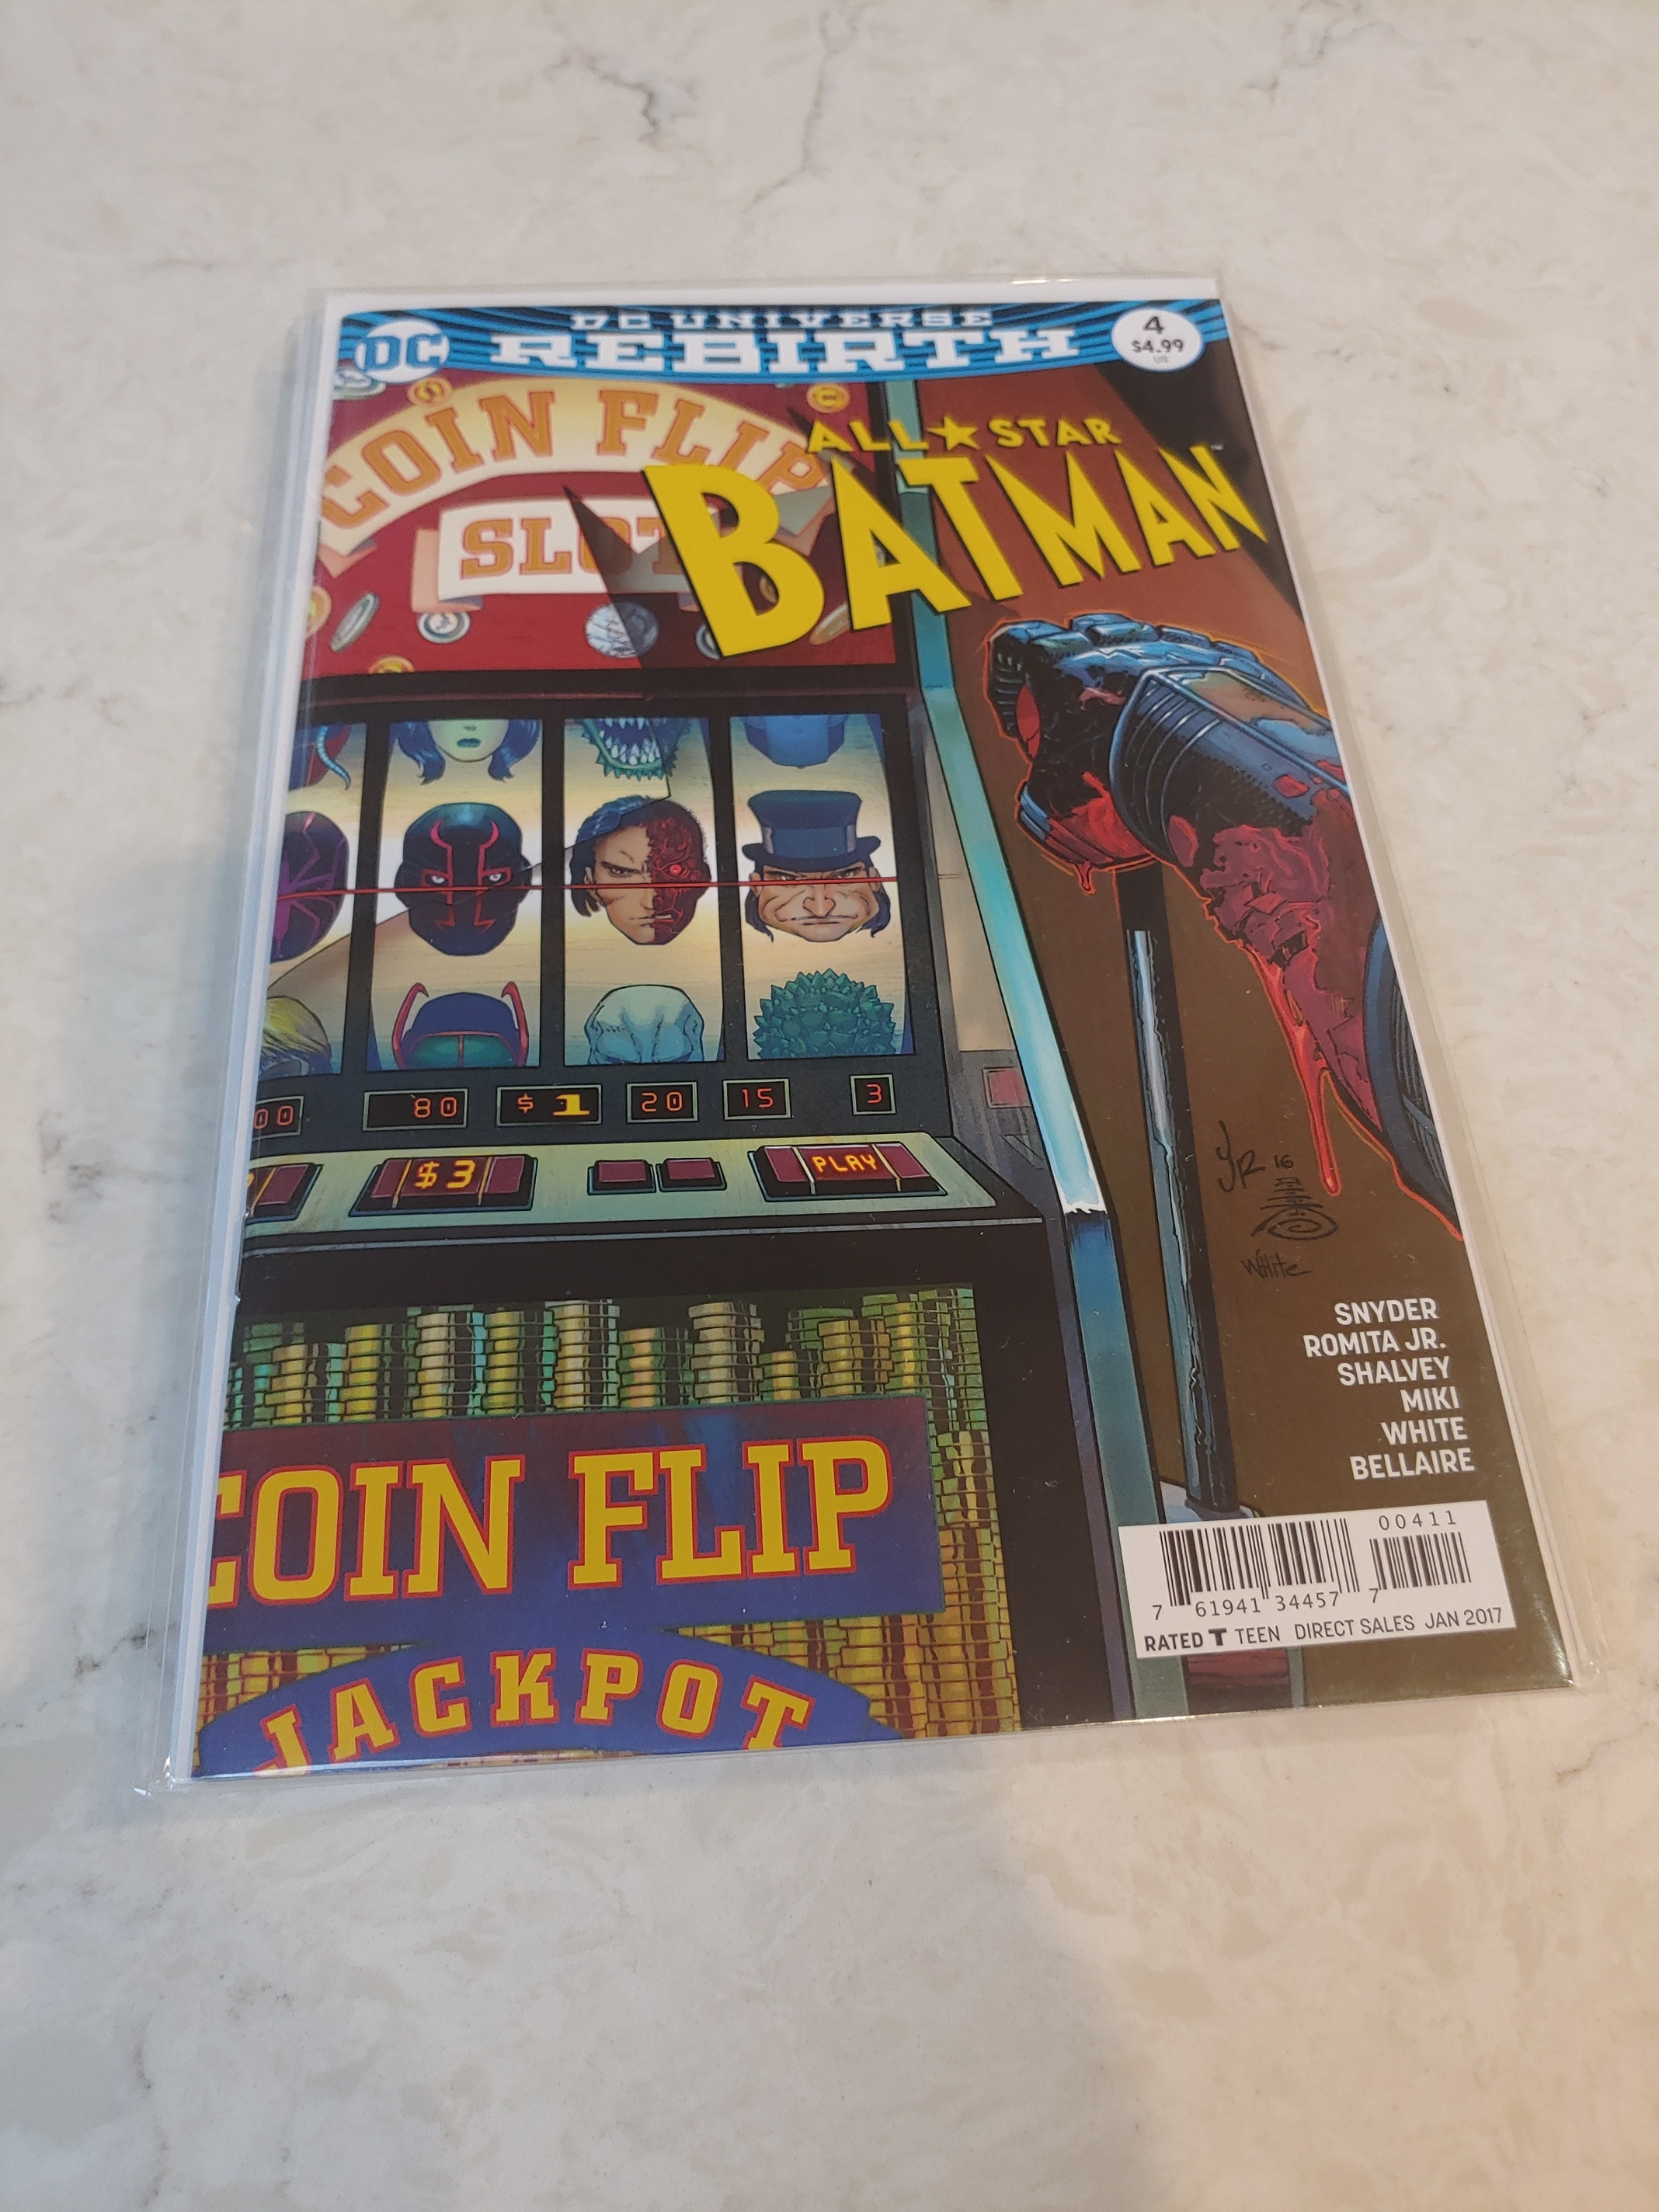 DC
DC UNIVERSE
REBIRTH
4
$4.99
US
COIN FLIP
SLOT
ALL★STAR
BATMAN™
00
80
$ 1
20
15
3
$3
PLAY
JR 16
White
SNYDER
ROMITA JR.
SHALVEY
MIKI
WHITE
BELLAIRE
COIN FLIP
JACKPOT
00411
7 61941 34457 7
RATED T TEEN DIRECT SALES JAN 2017